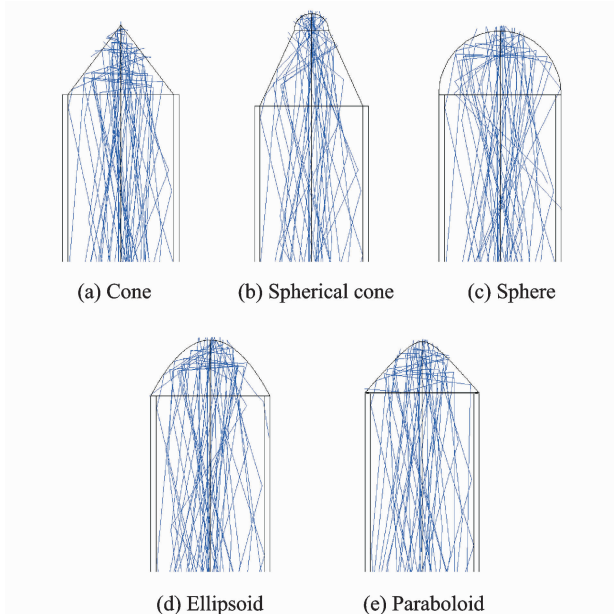 (a) Cone
(b) Spherical cone
(c) Sphere
(d) Ellipsoid
(e) Paraboloid